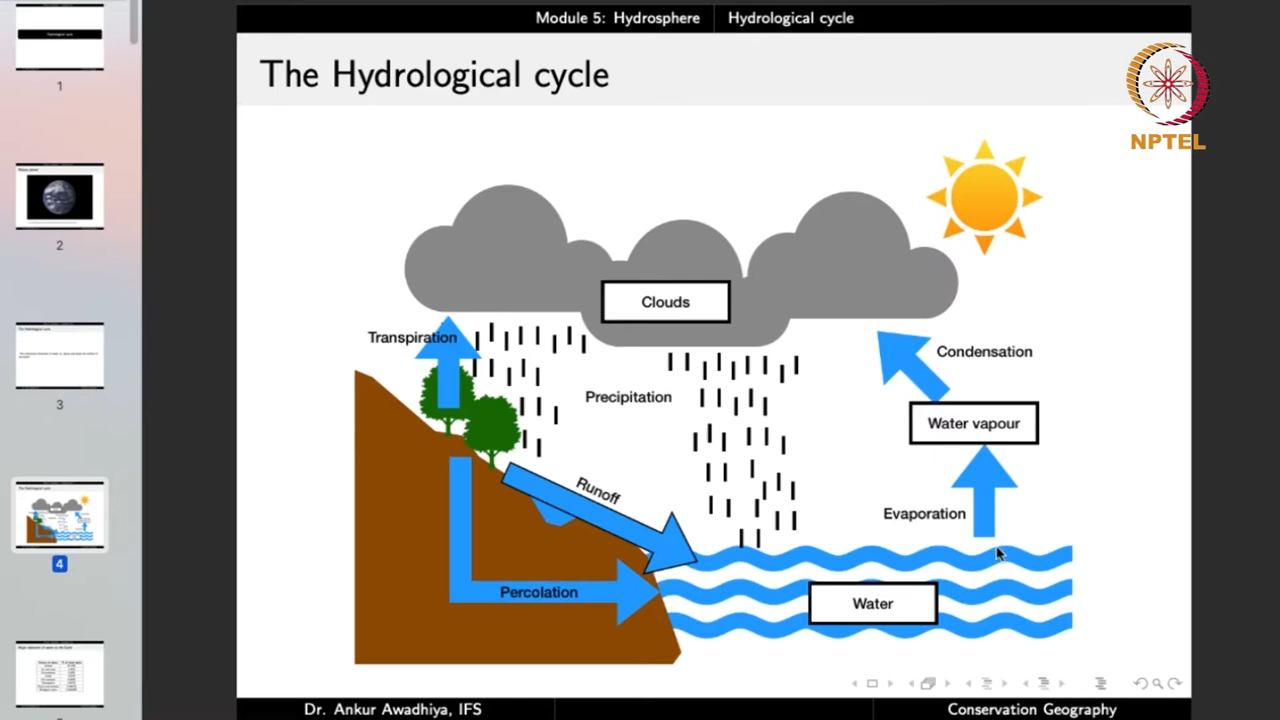 Module 5: Hydrosphere
Hydrological cycle
The Hydrological cycle
NPTEL
Clouds
Transpiration
Condensation
Precipitation
Water vapour
Runoff
Evaporation
Percolation
Water
Dr. Ankur Awadhiya, IFS
Conservation Geography
1
2
3
4